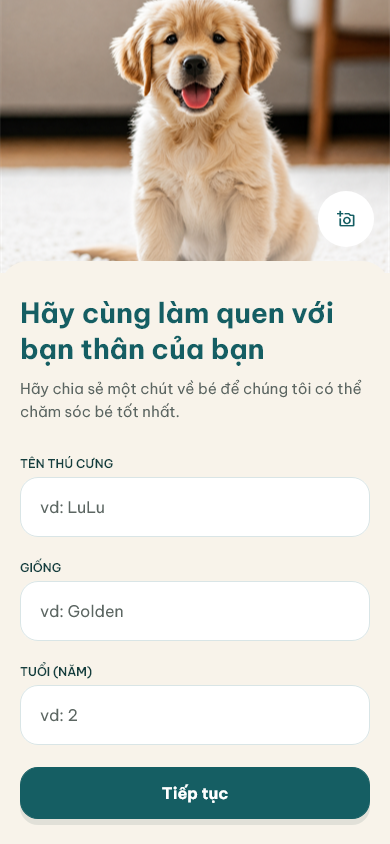 Hãy cùng làm quen với
bạn thân của bạn
Hãy chia sẻ một chút về bé để chúng tôi có thể
chăm sóc bé tốt nhất.
TÊN THÚ CƯNG
vd: LuLu
GIỐNG
vd: Golden
TUỔI (NĂM)
vd: 2
Tiếp tục